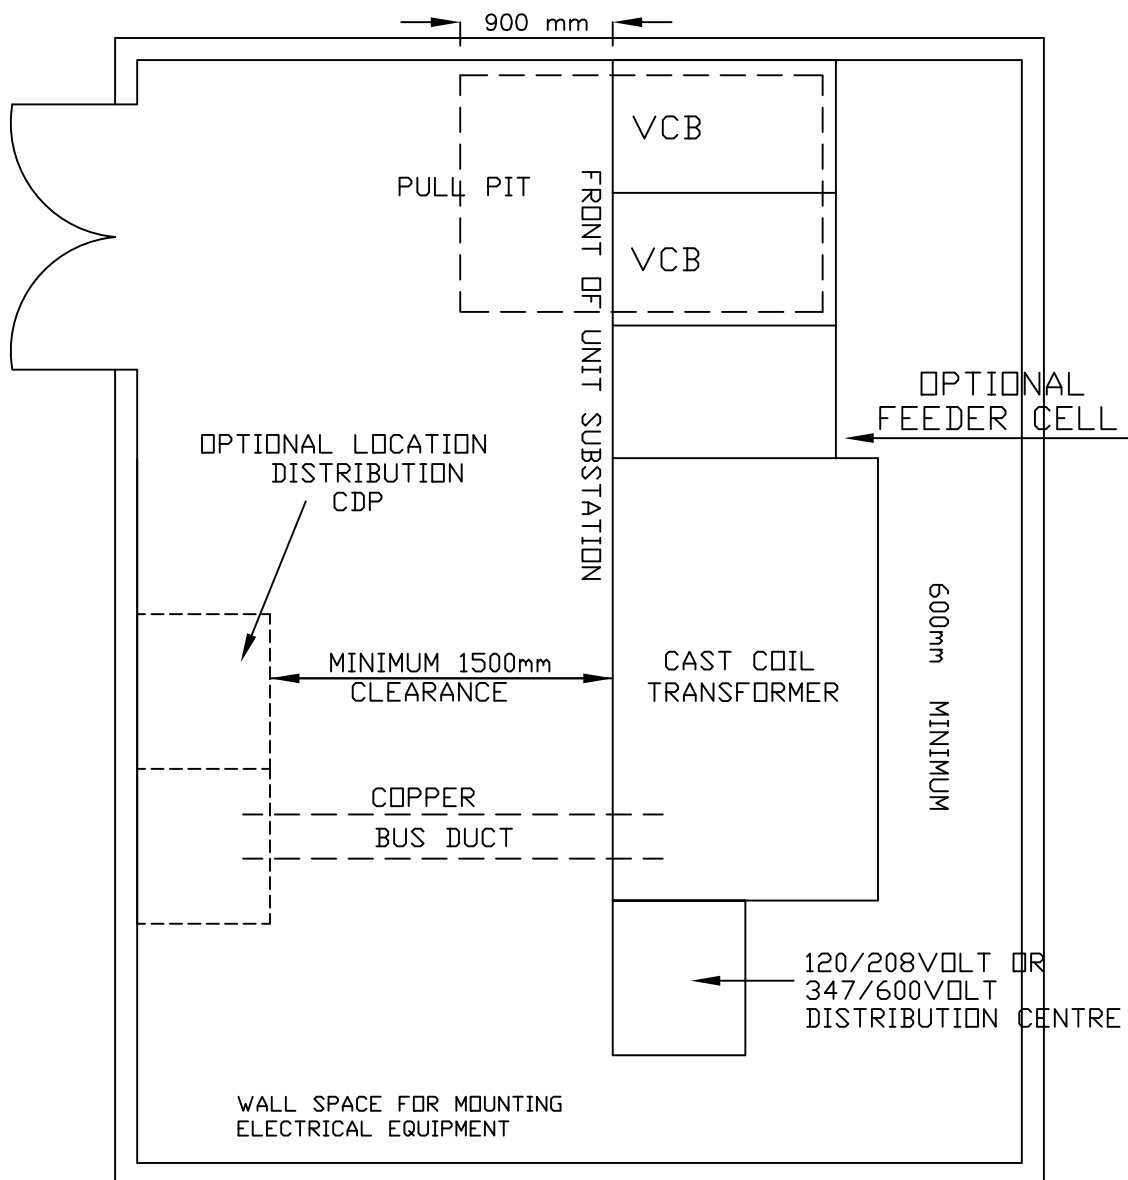 900 mm
VCB
PULL PIT
VCB
FRONT OF UNIT SUBSTATION
OPTIONAL
FEEDER CELL
OPTIONAL LOCATION
DISTRIBUTION
CDP
600mm MINIMUM
MINIMUM 1500mm
CLEARANCE
CAST COIL
TRANSFORMER
COPPER
BUS DUCT
120/208VOLT OR
347/600VOLT
DISTRIBUTION CENTRE
WALL SPACE FOR MOUNTING
ELECTRICAL EQUIPMENT